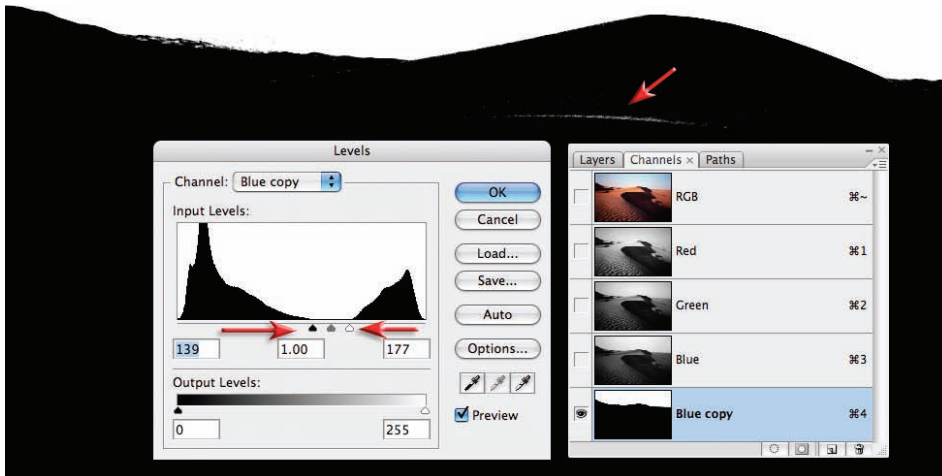 Levels
Channel: Blue copy
Input Levels:
139 1.00 177
Output Levels:
0 255
OK
Cancel
Load...
Save...
Auto
Options...
Preview
Layers Channels × Paths
RGB ⌘~
Red ⌘1
Green ⌘2
Blue ⌘3
Blue copy ⌘4